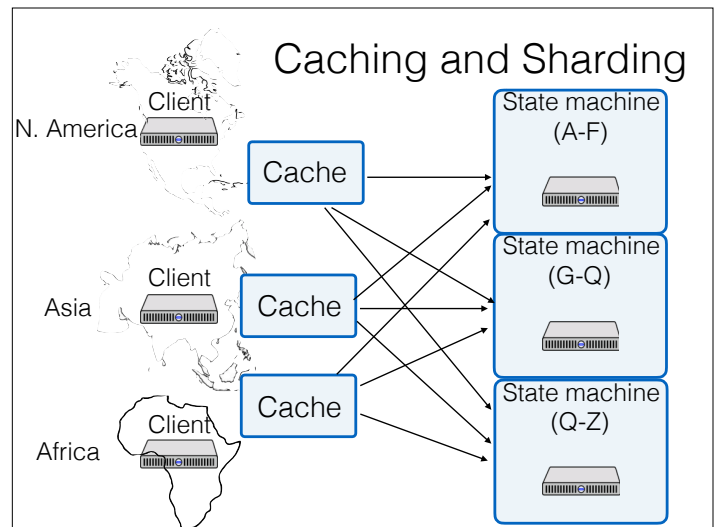 Caching and Sharding
Client
N. America
Cache
State machine
(A-F)
Client
Asia
Cache
State machine
(G-Q)
Client
Africa
Cache
State machine
(Q-Z)